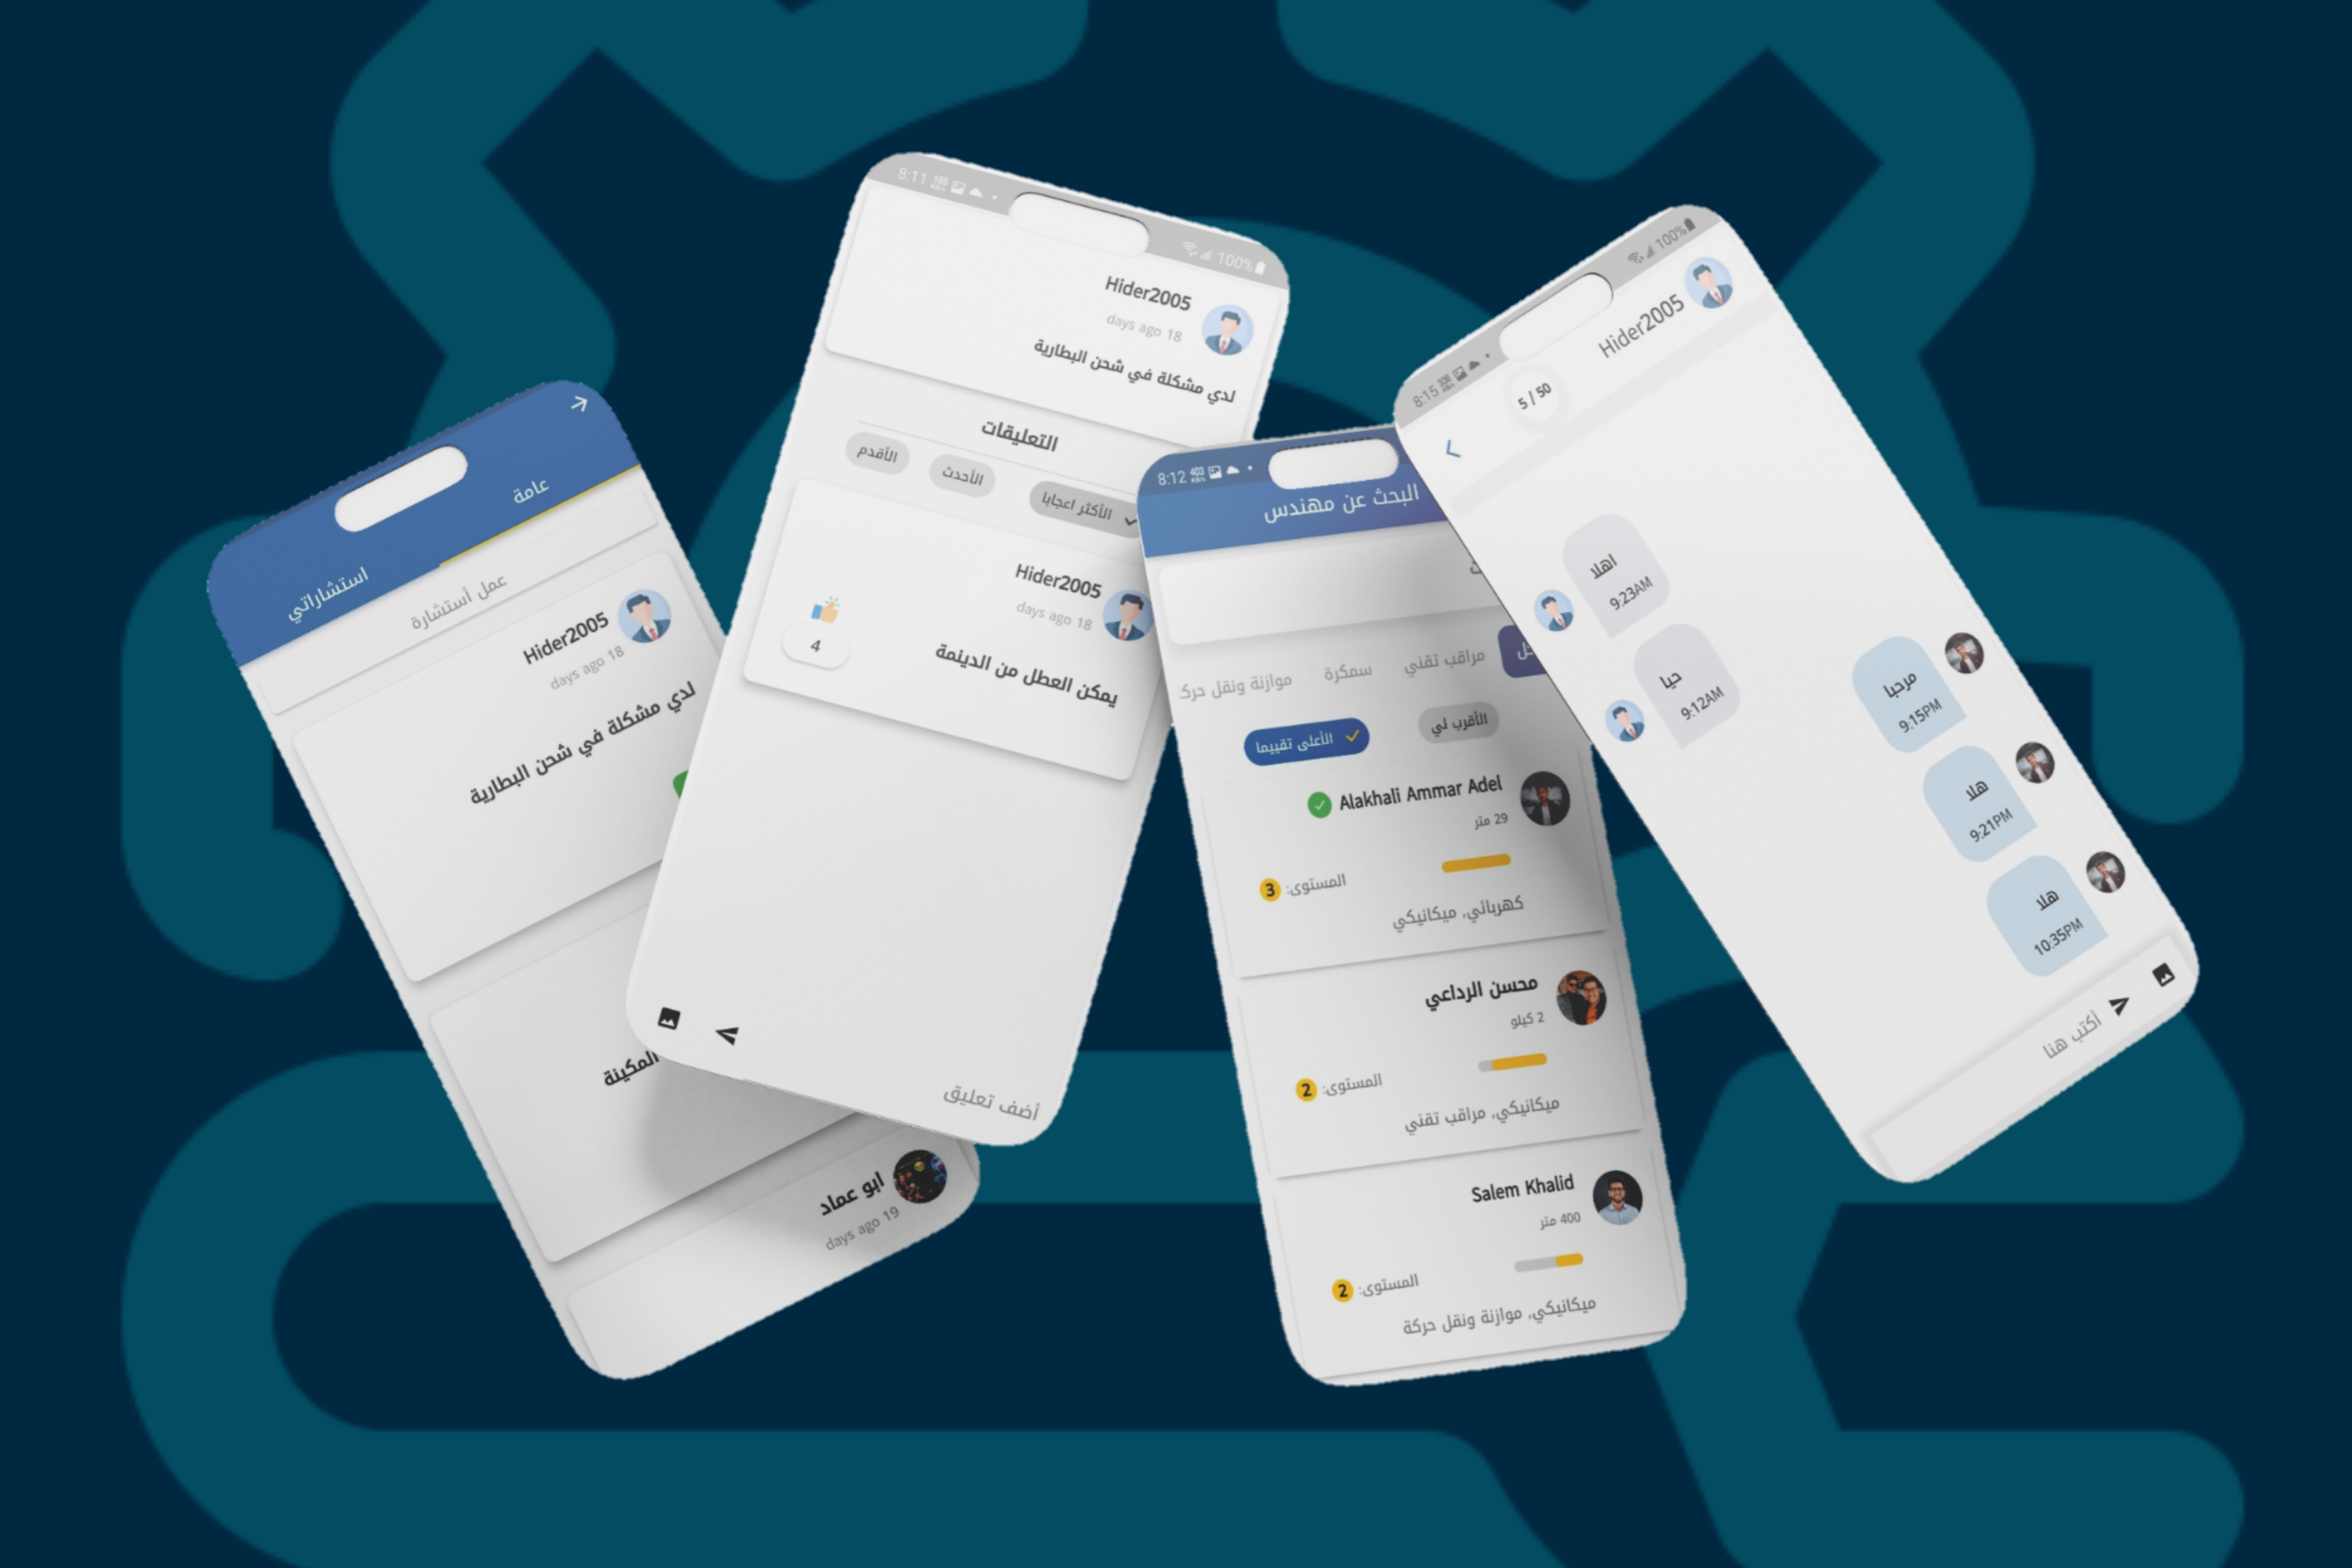 عامة
استشاراتي
عمل أستشارة
Hider2005
days ago 18
لدي مشكلة في شحن البطارية
المكينة
ابو عماد
days ago 19
8:11
100%
Hider2005
days ago 18
لدي مشكلة في شحن البطارية
التعليقات
الأكثر اعجابا
الأحدث
الأقدم
Hider2005
days ago 18
يمكن العطل من الدينمة
4
أضف تعليق
8:12 403 KB/s
البحث عن مهندس
مراقب تقني
سمكرة
موازنة ونقل حركـ
الأقرب لي
الأعلى تقييما
Alakhali Ammar Adel
29 متر
المستوى: 3
كهربائي, ميكانيكي
محسن الرداعي
2 كيلو
المستوى: 2
ميكانيكي, مراقب تقني
Salem Khalid
400 متر
المستوى: 2
ميكانيكي, موازنة ونقل حركة
8:15
100%
Hider2005
5 / 50
اهلا
9:23AM
حيا
9:12AM
مرحبا
9:15PM
هلا
9:21PM
هلا
10:35PM
أكتب هنا